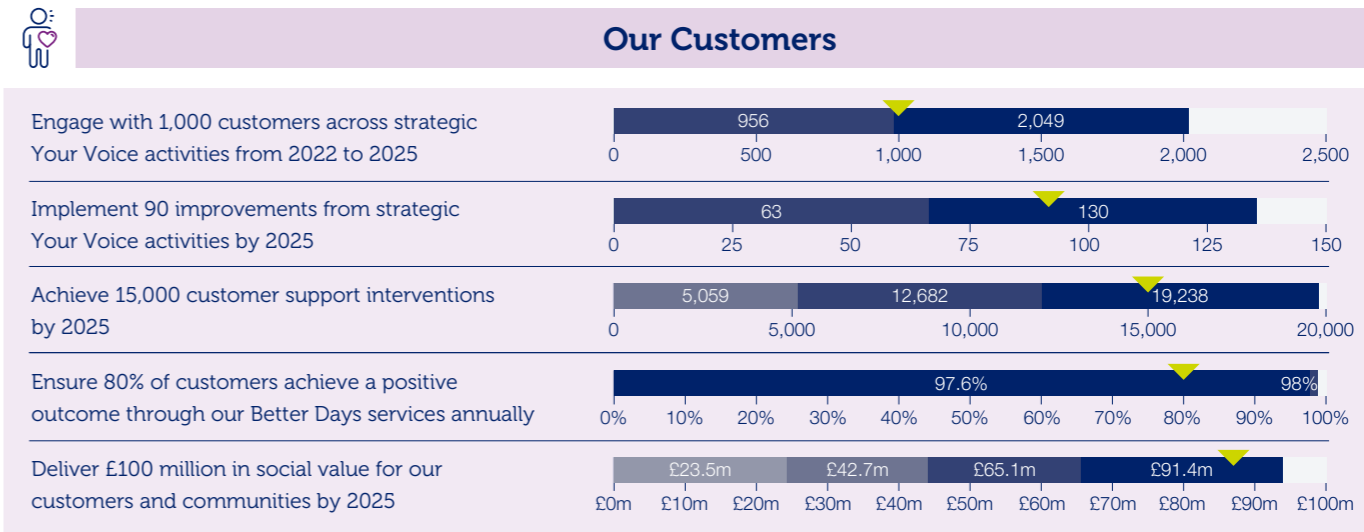 Our Customers
Engage with 1,000 customers across strategic
Your Voice activities from 2022 to 2025
956 2,049
0 500 1,000 1,500 2,000 2,500
Implement 90 improvements from strategic
Your Voice activities by 2025
63 130
0 25 50 75 100 125 150
Achieve 15,000 customer support interventions
by 2025
5,059 12,682 19,238
0 5,000 10,000 15,000 20,000
Ensure 80% of customers achieve a positive
outcome through our Better Days services annually
97.6% 98%
0% 10% 20% 30% 40% 50% 60% 70% 80% 90% 100%
Deliver £100 million in social value for our
customers and communities by 2025
£23.5m £42.7m £65.1m £91.4m
£0m £10m £20m £30m £40m £50m £60m £70m £80m £90m £100m